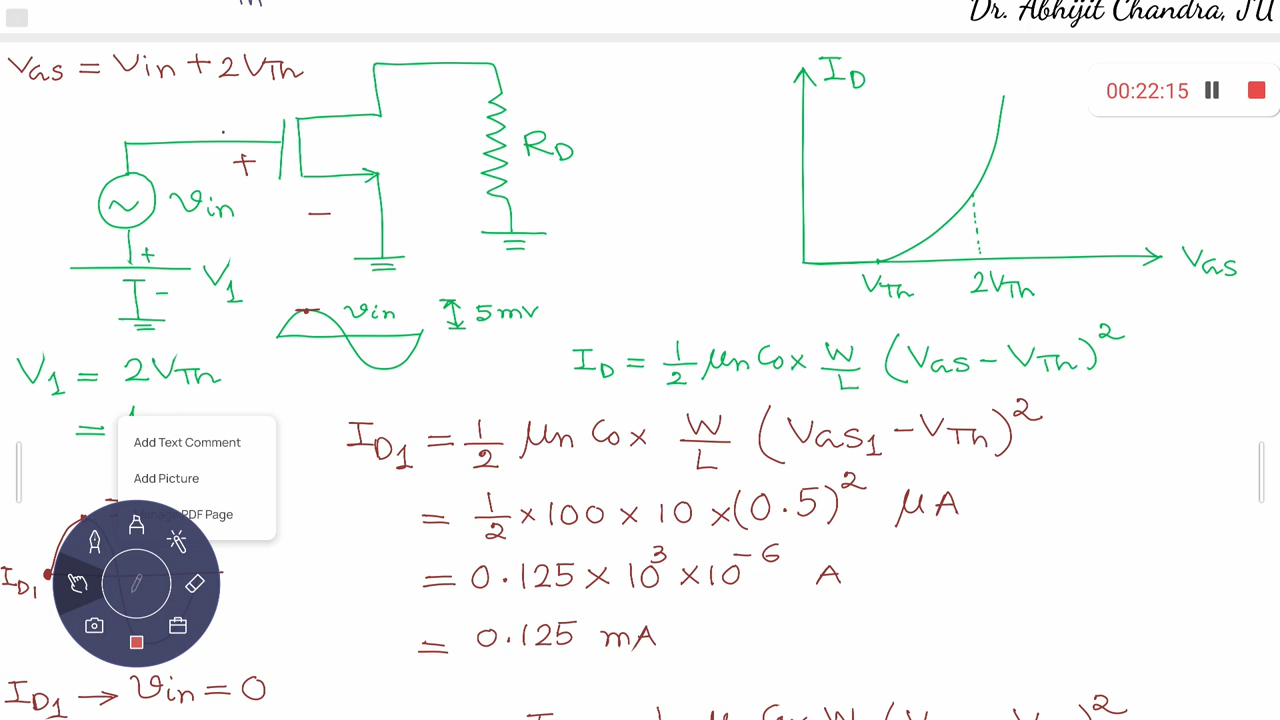 Dr. Abhijit Chandra, JU
VGS = Vin + 2VTh
ID
00:22:15
+
RD
vin
−
+
V1
−
VGS
VTh
2VTh
vin
5 mV
V1 = 2VTh
ID = 1/2 μn Cox W/L (VGS − VTh)²
=
Add Text Comment
Add Picture
PDF Page
ID1 = 1/2 μn Cox W/L (VGS1 − VTh)²
= 1/2 × 100 × 10 × (0.5)² μA
ID1
= 0.125 × 10³ × 10⁻⁶ A
= 0.125 mA
ID1 → vin = 0